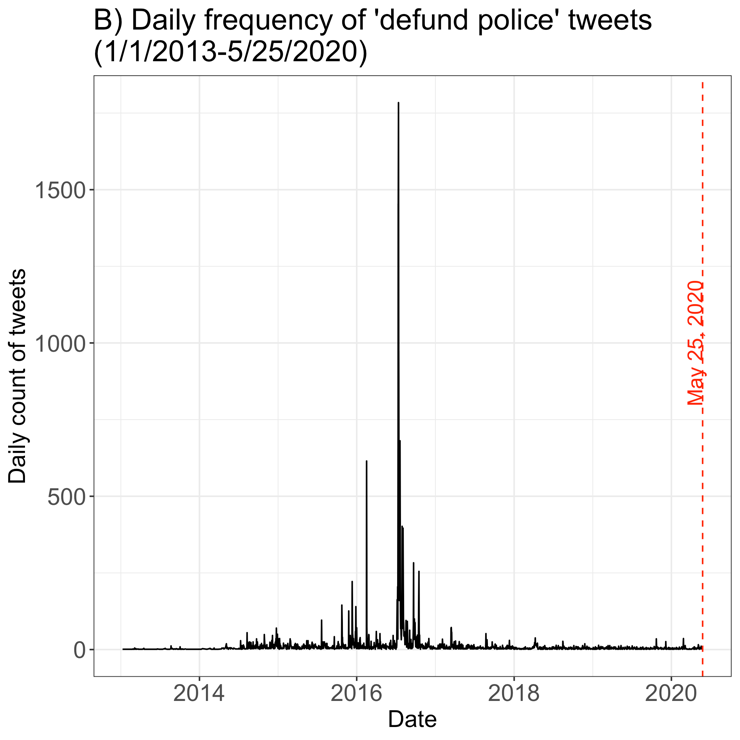 B) Daily frequency of 'defund police' tweets
(1/1/2013-5/25/2020)
Daily count of tweets
1500
1000
500
0
May 25, 2020
2014
2016
2018
2020
Date